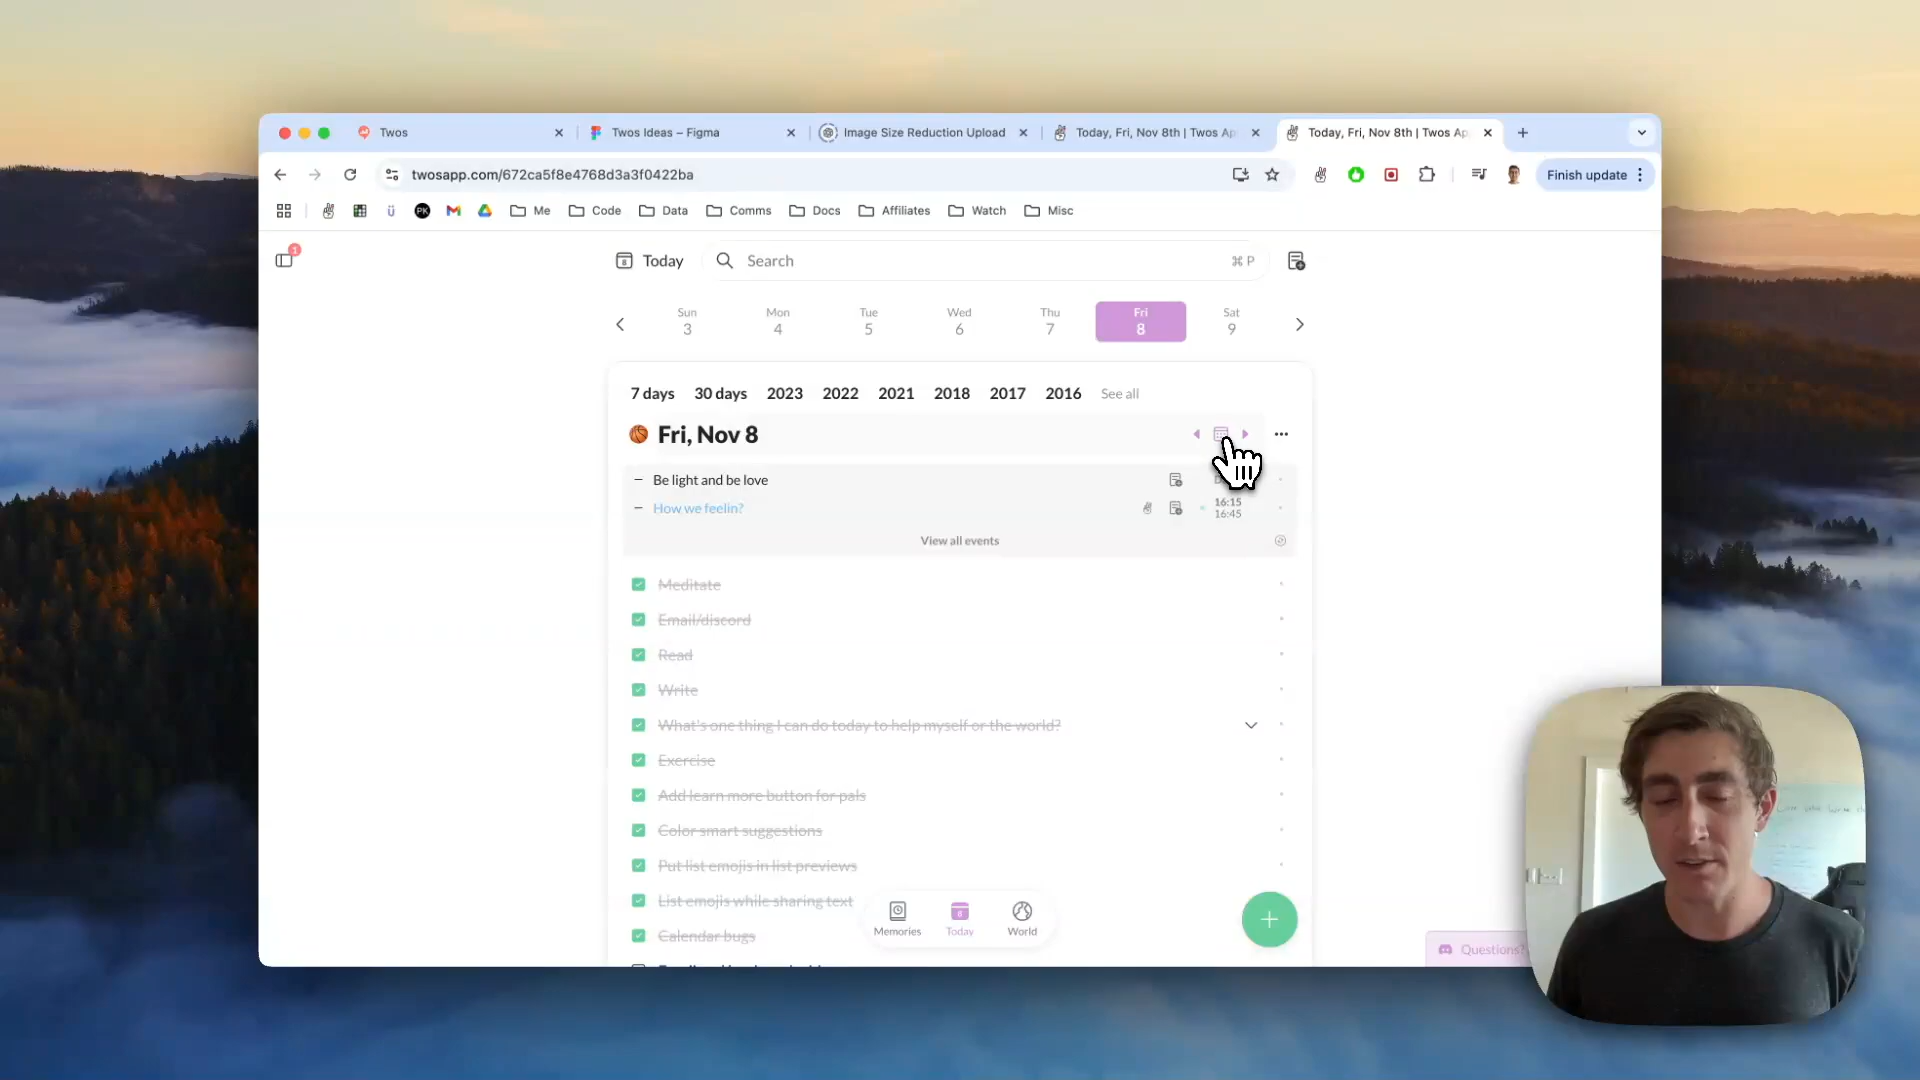 Twos
Twos Ideas – Figma
Image Size Reduction Upload
Today, Fri, Nov 8th | Twos Ap
Today, Fri, Nov 8th | Twos Ap
twosapp.com/672ca5f8e4768d3a3f0422ba
Finish update
PK
Me
Code
Data
Comms
Docs
Affiliates
Watch
Misc
1
8
Today
Search
⌘ P
Sun
3
Mon
4
Tue
5
Wed
6
Thu
7
Fri
8
Sat
9
7 days
30 days
2023
2022
2021
2018
2017
2016
See all
Fri, Nov 8
– Be light and be love
– How we feelin?
16:15
16:45
View all events
Meditate
Email/discord
Read
Write
What's one thing I can do today to help myself or the world?
Exercise
Add learn more button for pals
Color smart suggestions
Put list emojis in list previews
List emojis while sharing text
Calendar bugs
Memories
8
Today
World
Questions?